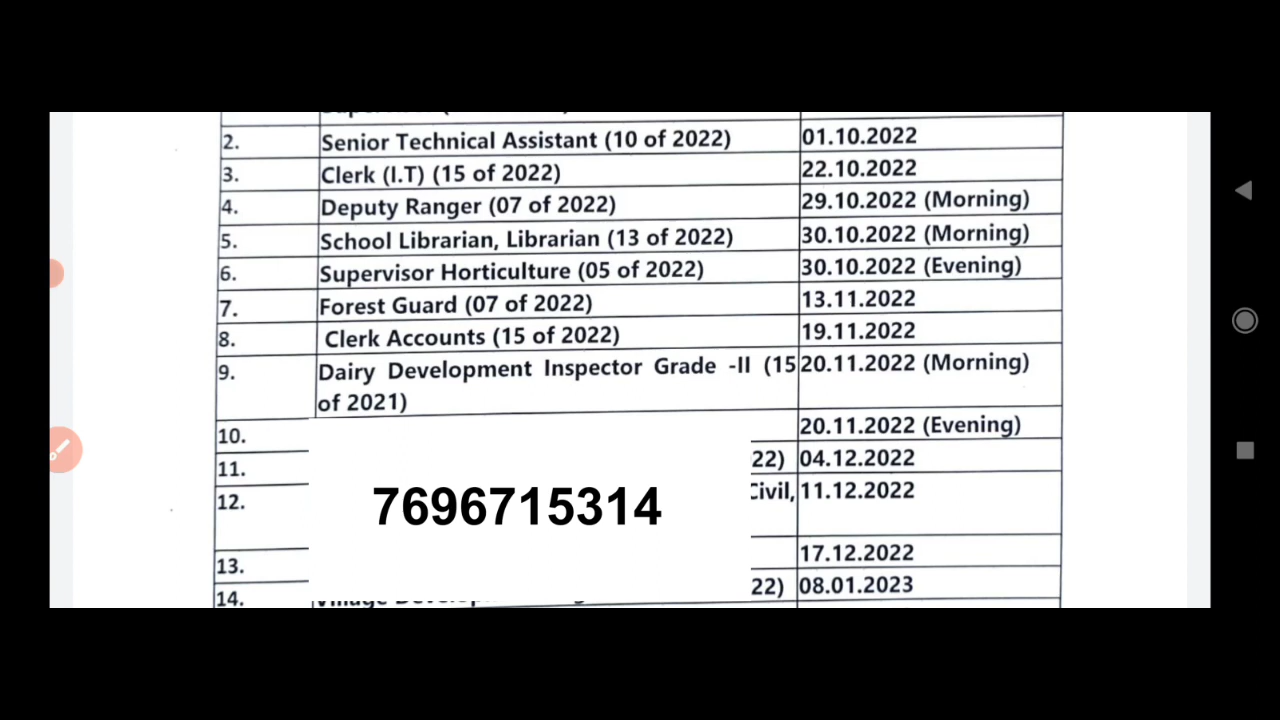 2. Senior Technical Assistant (10 of 2022) 01.10.2022
3. Clerk (I.T) (15 of 2022) 22.10.2022
4. Deputy Ranger (07 of 2022) 29.10.2022 (Morning)
5. School Librarian, Librarian (13 of 2022) 30.10.2022 (Morning)
6. Supervisor Horticulture (05 of 2022) 30.10.2022 (Evening)
7. Forest Guard (07 of 2022) 13.11.2022
8. Clerk Accounts (15 of 2022) 19.11.2022
9. Dairy Development Inspector Grade -II (15 20.11.2022 (Morning)
of 2021)
10. 20.11.2022 (Evening)
11. 22) 04.12.2022
12. Civil, 11.12.2022
7696715314
13. 17.12.2022
14. 22) 08.01.2023